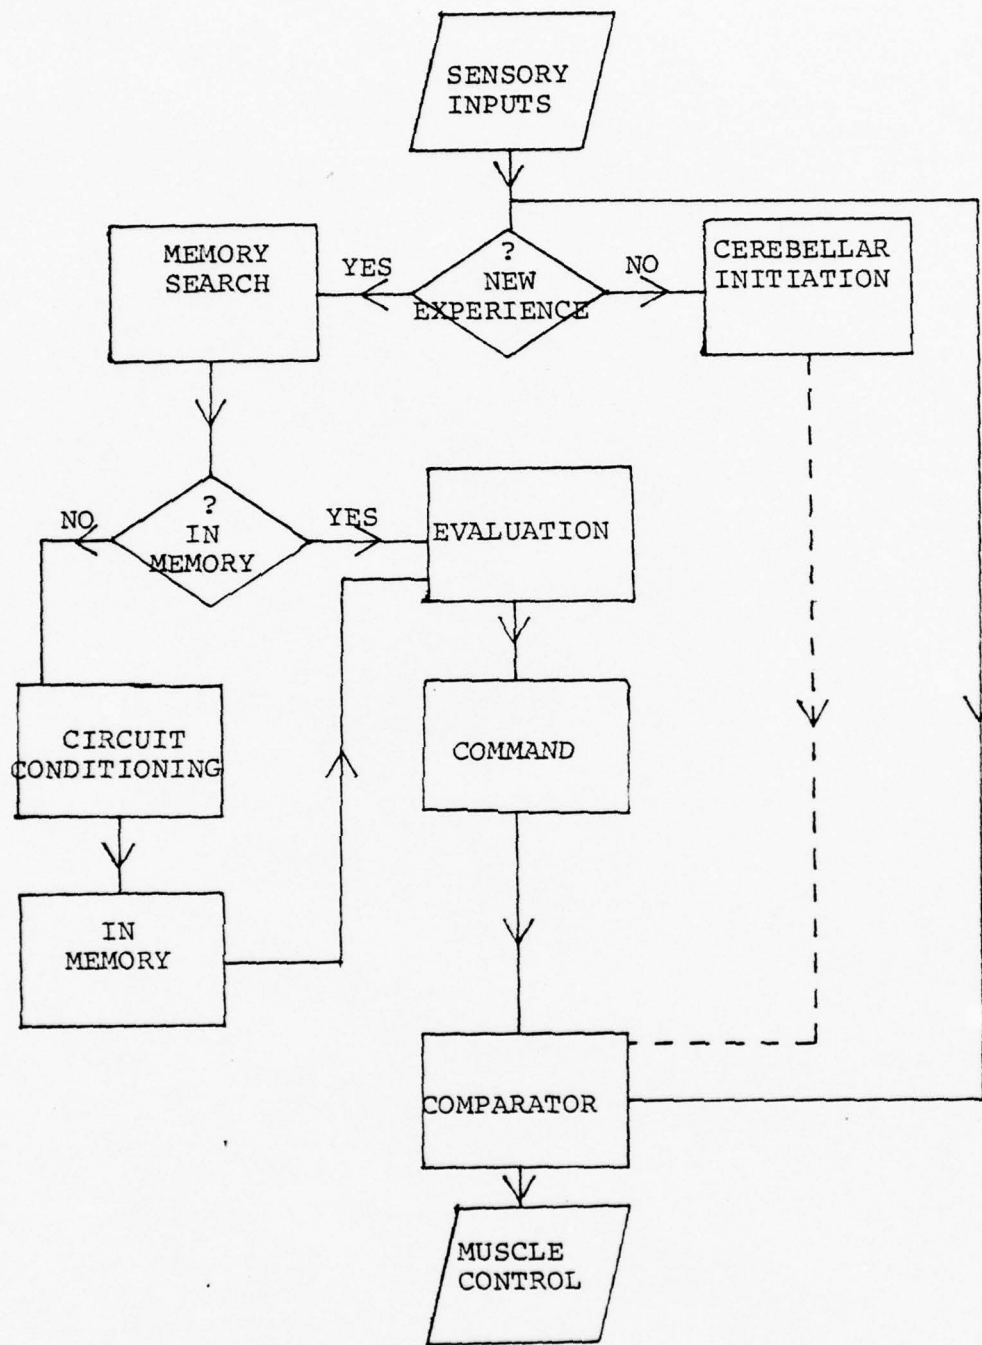 SENSORY
INPUTS
MEMORY
SEARCH
YES
?
NEW
EXPERIENCE
NO
CEREBELLAR
INITIATION
NO
?
IN
MEMORY
YES
EVALUATION
CIRCUIT
CONDITIONING
COMMAND
IN
MEMORY
COMPARATOR
MUSCLE
CONTROL